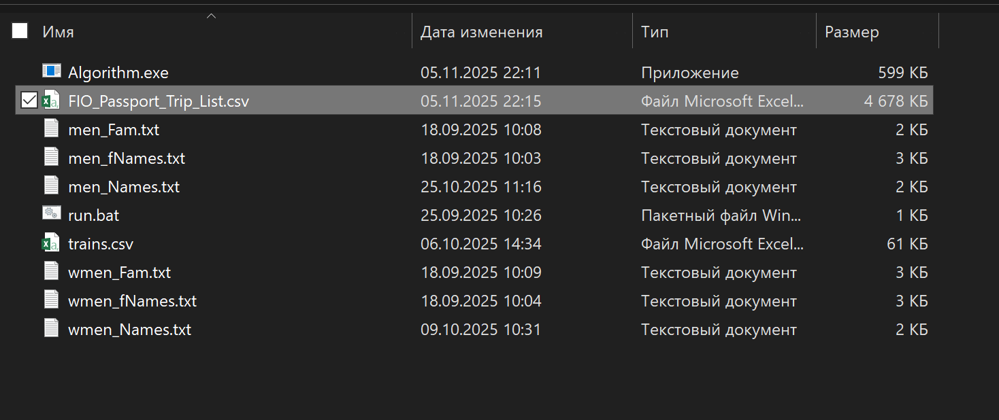 Имя Дата изменения Тип Размер
Algorithm.exe 05.11.2025 22:11 Приложение 599 КБ
FIO_Passport_Trip_List.csv 05.11.2025 22:15 Файл Microsoft Excel... 4 678 КБ
men_Fam.txt 18.09.2025 10:08 Текстовый документ 2 КБ
men_fNames.txt 18.09.2025 10:03 Текстовый документ 3 КБ
men_Names.txt 25.10.2025 11:16 Текстовый документ 2 КБ
run.bat 25.09.2025 10:26 Пакетный файл Win... 1 КБ
trains.csv 06.10.2025 14:34 Файл Microsoft Excel... 61 КБ
wmen_Fam.txt 18.09.2025 10:09 Текстовый документ 3 КБ
wmen_fNames.txt 18.09.2025 10:04 Текстовый документ 3 КБ
wmen_Names.txt 09.10.2025 10:31 Текстовый документ 2 КБ